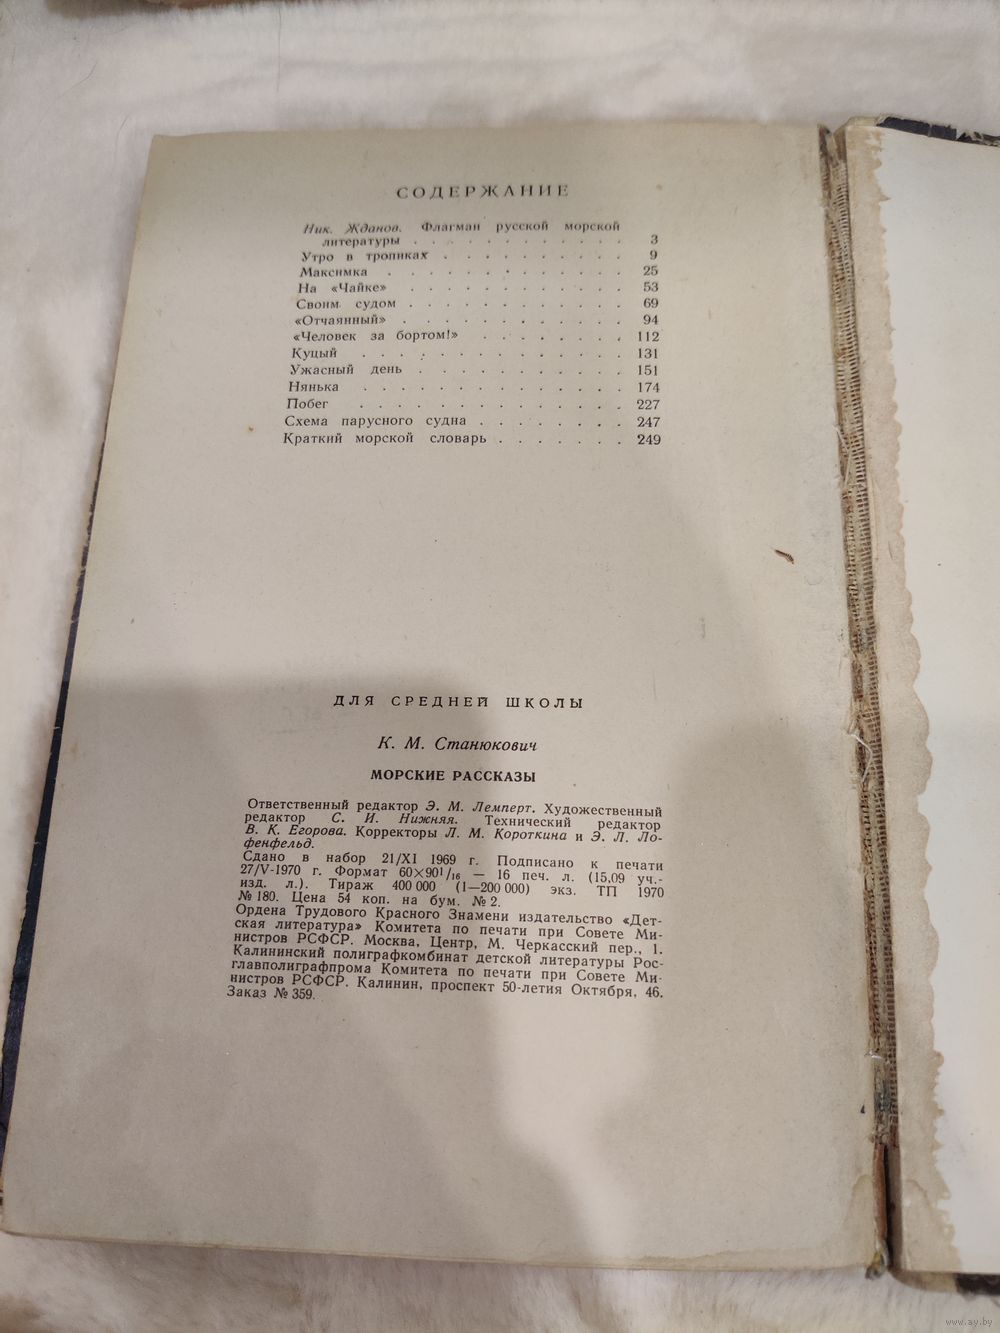 СОДЕРЖАНИЕ
Ник. Жданов. Флагман русской морской
литературы . . . . . . . . . . . . 3
Утро в тропиках . . . . . . . . . . 9
Максимка . . . . . . . . . . . . 25
На «Чайке» . . . . . . . . . . . 53
Своим судом . . . . . . . . . . . 69
«Отчаянный» . . . . . . . . . . . 94
«Человек за бортом!» . . . . . . . 112
Куцый . . . . . . . . . . . . . 131
Ужасный день . . . . . . . . . . 151
Нянька . . . . . . . . . . . . . 174
Побег . . . . . . . . . . . . . 227
Схема парусного судна . . . . . . . 247
Краткий морской словарь . . . . . . . 249
ДЛЯ СРЕДНЕЙ ШКОЛЫ
К. М. Станюкович
МОРСКИЕ РАССКАЗЫ
Ответственный редактор Э. М. Лемперт. Художественный
редактор С. И. Нижняя. Технический редактор
В. К. Егорова. Корректоры Л. М. Короткина и Э. Л. Ло-
фенфельд.
Сдано в набор 21/XI 1969 г. Подписано к печати
27/V-1970 г. Формат 60×90¹/₁₆ — 16 печ. л. (15,09 уч.-
изд. л.). Тираж 400 000 (1—200 000) экз. ТП 1970
№ 180. Цена 54 коп. на бум. № 2.
Ордена Трудового Красного Знамени издательство «Дет-
ская литература» Комитета по печати при Совете Ми-
нистров РСФСР. Москва, Центр, М. Черкасский пер., 1.
Калининский полиграфкомбинат детской литературы Рос-
главполиграфпрома Комитета по печати при Совете Ми-
нистров РСФСР. Калинин, проспект 50-летия Октября, 46.
Заказ № 359.
www.ay.by